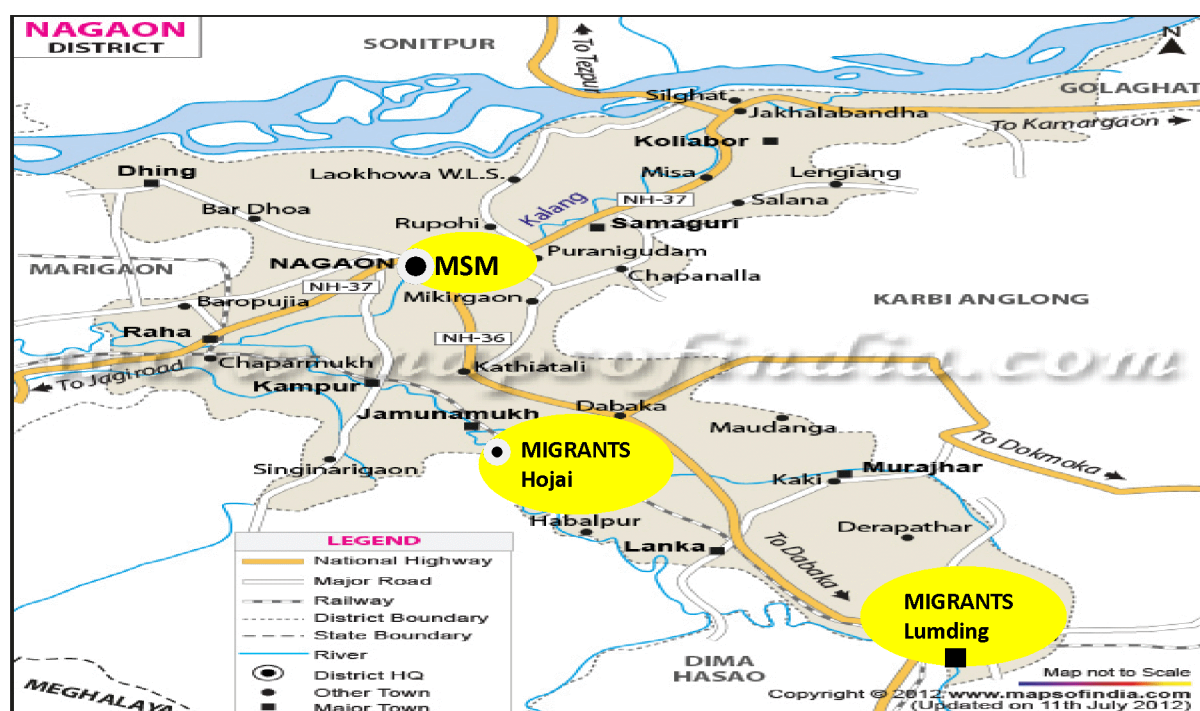 NAGAON
DISTRICT
SONITPUR
To Tezpur
N
GOLAGHAT
Silghat
Jakhalabandha
To Kamargaon
Koliabor
Dhing
Laokhowa W.L.S.
Misa
Lengiang
Bar Dhoa
Kalang
NH-37
Salana
Rupohi
Samaguri
MARIGAON
NAGAON
MSM
Puranigudam
Chapanalla
NH-37
Baropujia
Mikirgaon
KARBI ANGLONG
Raha
NH-36
mapsofindia.com
Chaparmukh
Kathiatali
To Jagiroad
Kampur
Jamunamukh
Dabaka
Maudanga
To Dokmoka
MIGRANTS
Hojai
Singinarigaon
Kaki
Murajhar
Habalpur
Derapathar
Lanka
To Dabaka
LEGEND
National Highway
Major Road
Railway
District Boundary
State Boundary
River
District HQ
Other Town
Major Town
MIGRANTS
Lumding
DIMA
HASAO
MEGHALAYA
Map not to Scale
Copyright © 2012 www.mapsofindia.com
(Updated on 11th July 2012)